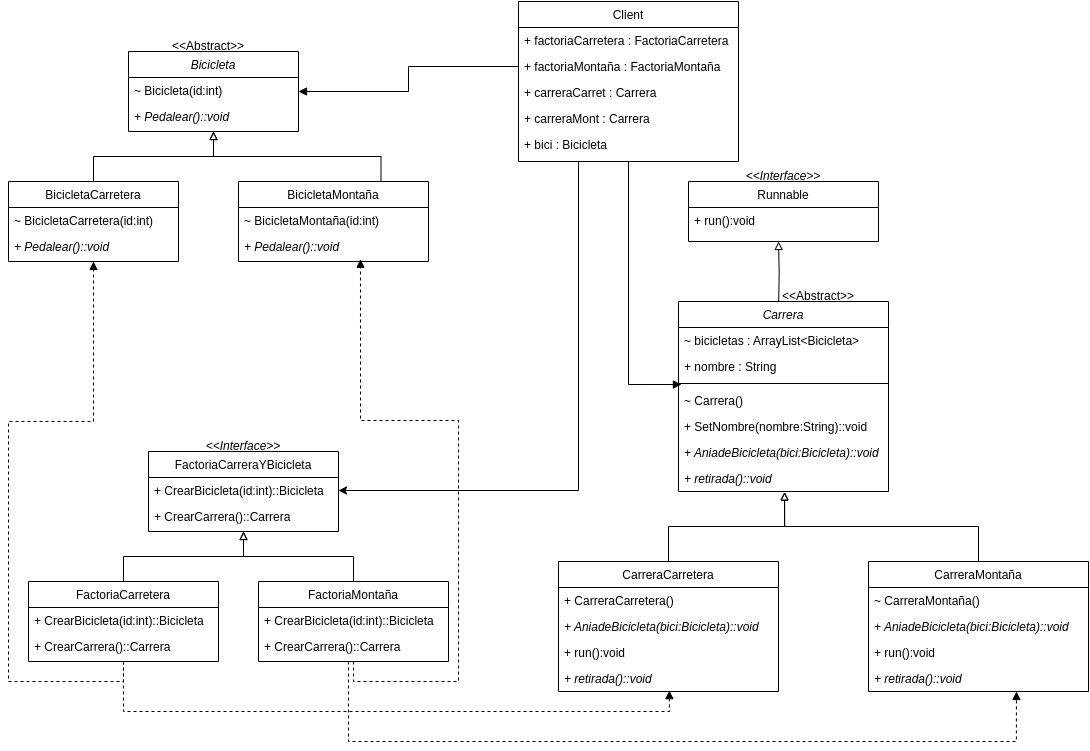 Client
+ factoriaCarretera : FactoriaCarretera
+ factoriaMontaña : FactoriaMontaña
+ carreraCarret : Carrera
+ carreraMont : Carrera
+ bici : Bicicleta
<<Abstract>>
Bicicleta
~ Bicicleta(id:int)
+ Pedalear()::void
BicicletaCarretera
~ BicicletaCarretera(id:int)
+ Pedalear()::void
BicicletaMontaña
~ BicicletaMontaña(id:int)
+ Pedalear()::void
<<Interface>>
Runnable
+ run():void
<<Abstract>>
Carrera
~ bicicletas : ArrayList<Bicicleta>
+ nombre : String
~ Carrera()
+ SetNombre(nombre:String)::void
+ AniadeBicicleta(bici:Bicicleta)::void
+ retirada()::void
<<Interface>>
FactoriaCarreraYBicicleta
+ CrearBicicleta(id:int)::Bicicleta
+ CrearCarrera()::Carrera
FactoriaCarretera
+ CrearBicicleta(id:int)::Bicicleta
+ CrearCarrera()::Carrera
FactoriaMontaña
+ CrearBicicleta(id:int)::Bicicleta
+ CrearCarrera()::Carrera
CarreraCarretera
+ CarreraCarretera()
+ AniadeBicicleta(bici:Bicicleta)::void
+ run():void
+ retirada()::void
CarreraMontaña
~ CarreraMontaña()
+ AniadeBicicleta(bici:Bicicleta)::void
+ run():void
+ retirada()::void